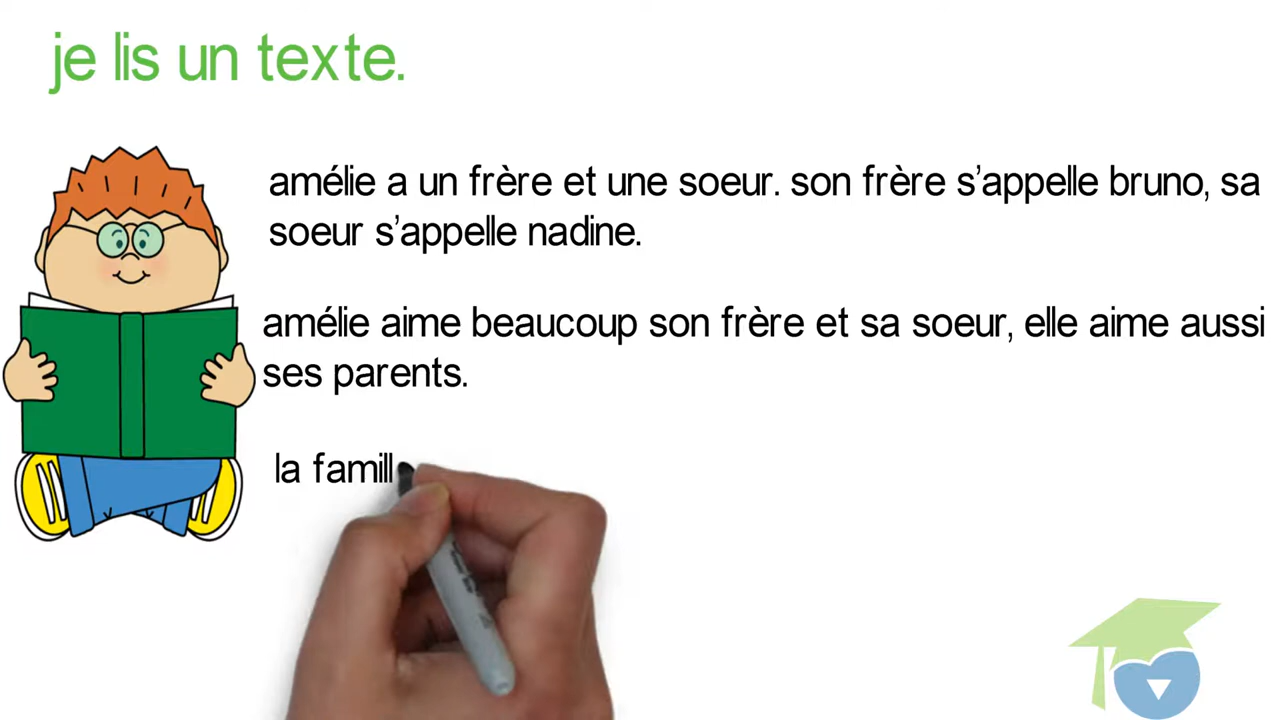 je lis un texte.
amélie a un frère et une soeur. son frère s'appelle bruno, sa
soeur s'appelle nadine.
amélie aime beaucoup son frère et sa soeur, elle aime aussi
ses parents.
la famill